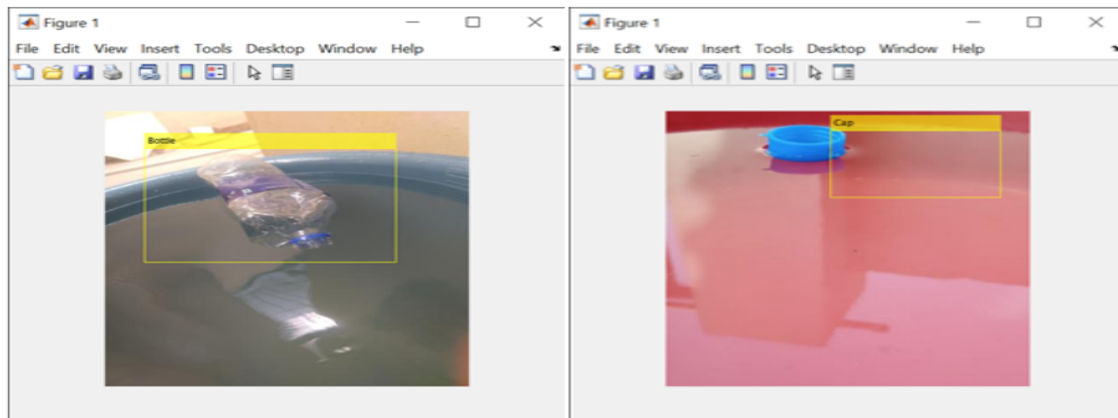 Figure 1
File Edit View Insert Tools Desktop Window Help
Bottle
Figure 1
File Edit View Insert Tools Desktop Window Help
Cap